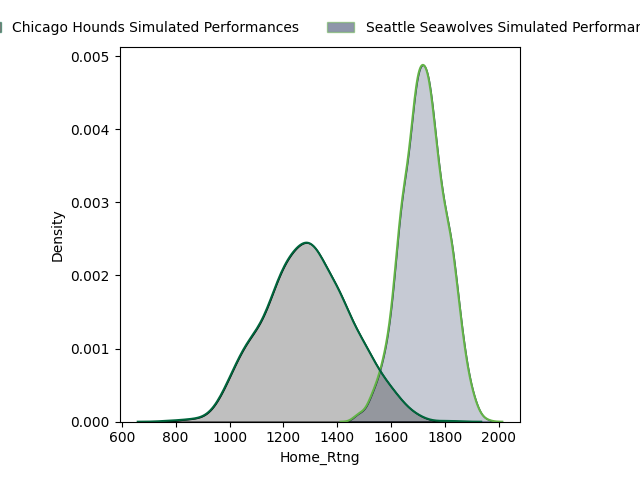 Chicago Hounds Simulated Performances
Seattle Seawolves Simulated
0.005
0.004
0.003
0.002
0.001
0.000
Density
600 800 1000 1200 1400 1600 1800 2000
Home_Rtng